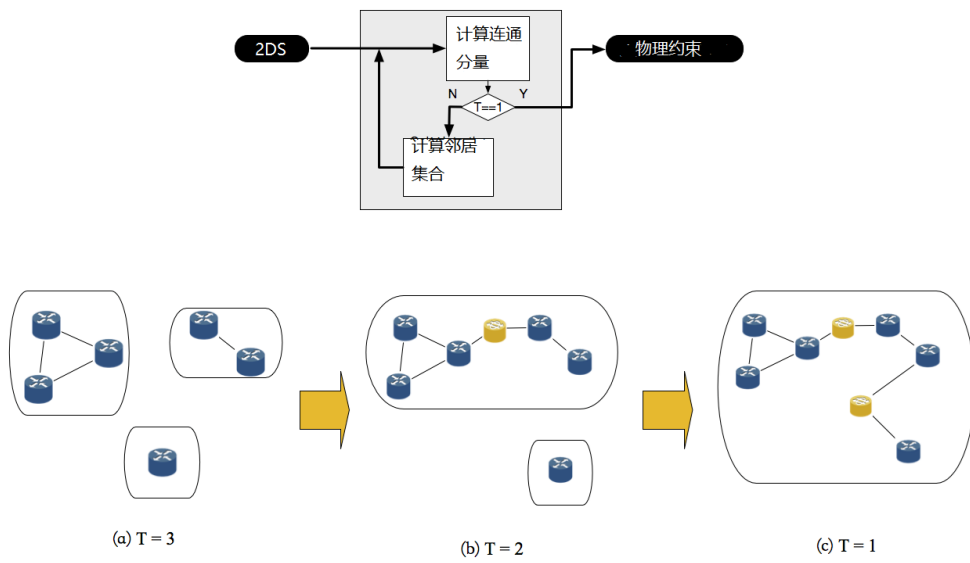 2DS
计算连通
分量
物理约束
N
T==1
Y
计算邻居
集合
(a) T = 3
(b) T = 2
(c) T = 1